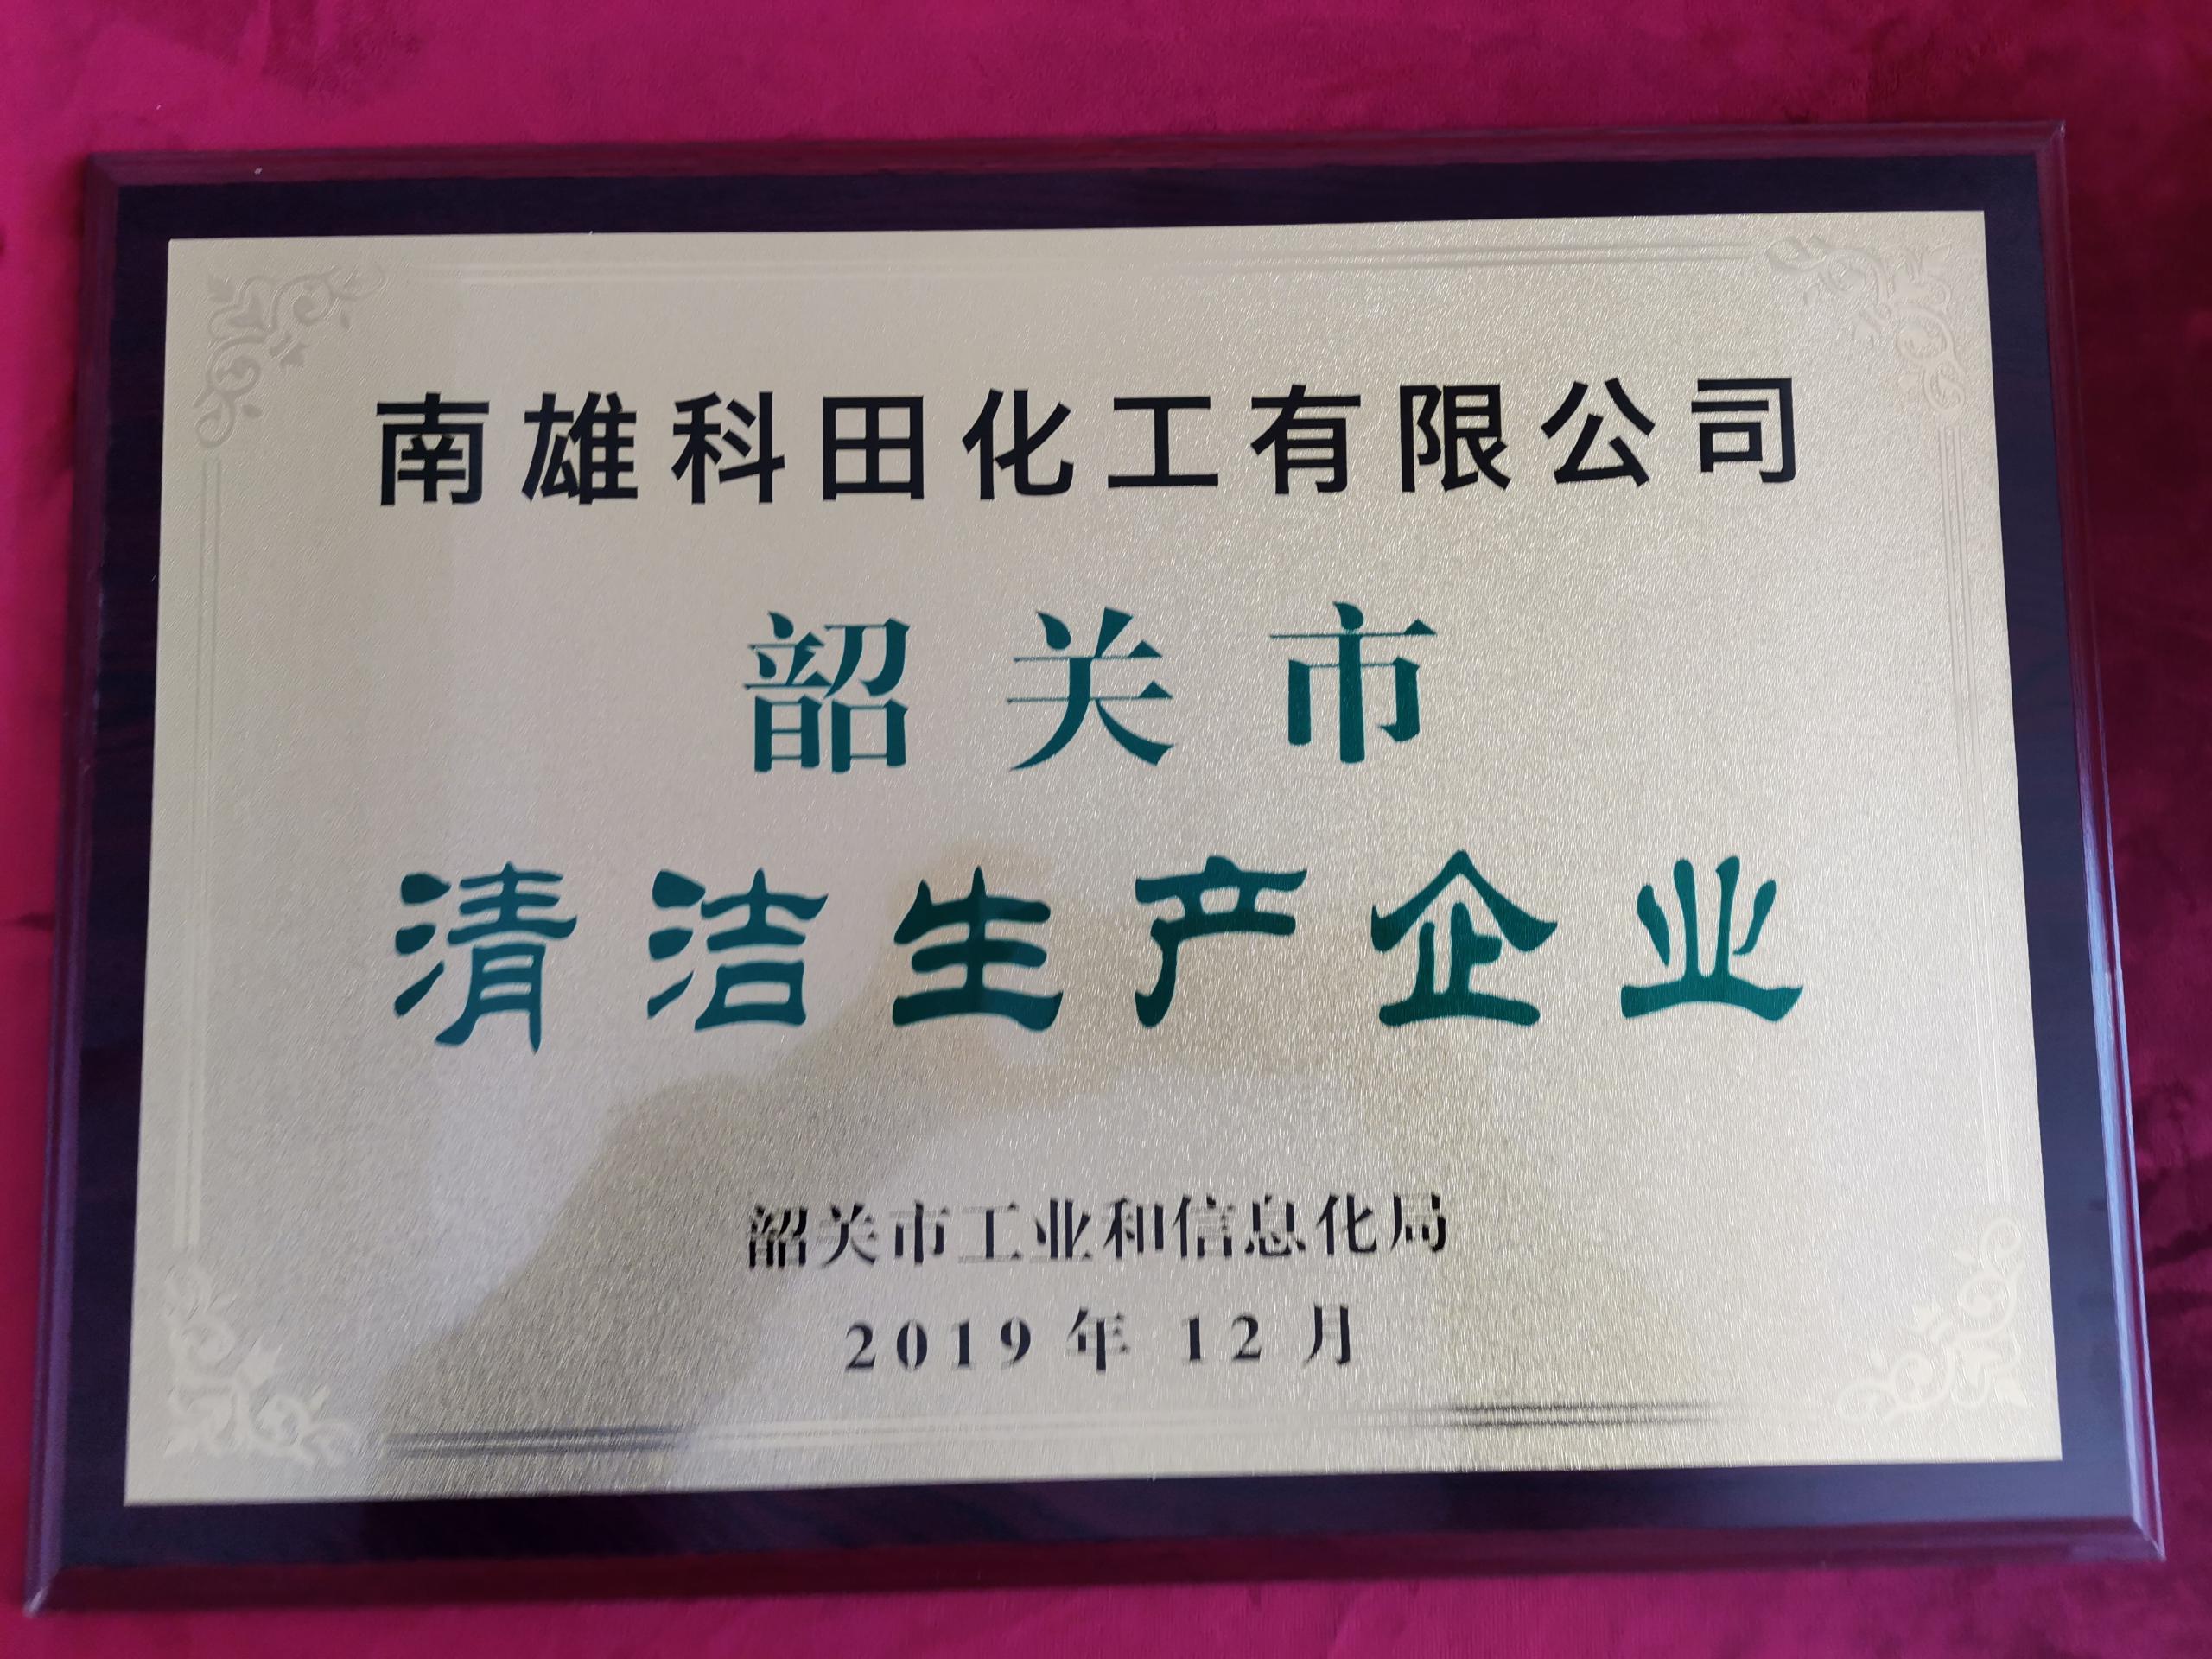 南雄科田化工有限公司
韶关市
清洁生产企业
韶关市工业和信息化局
2019年12月